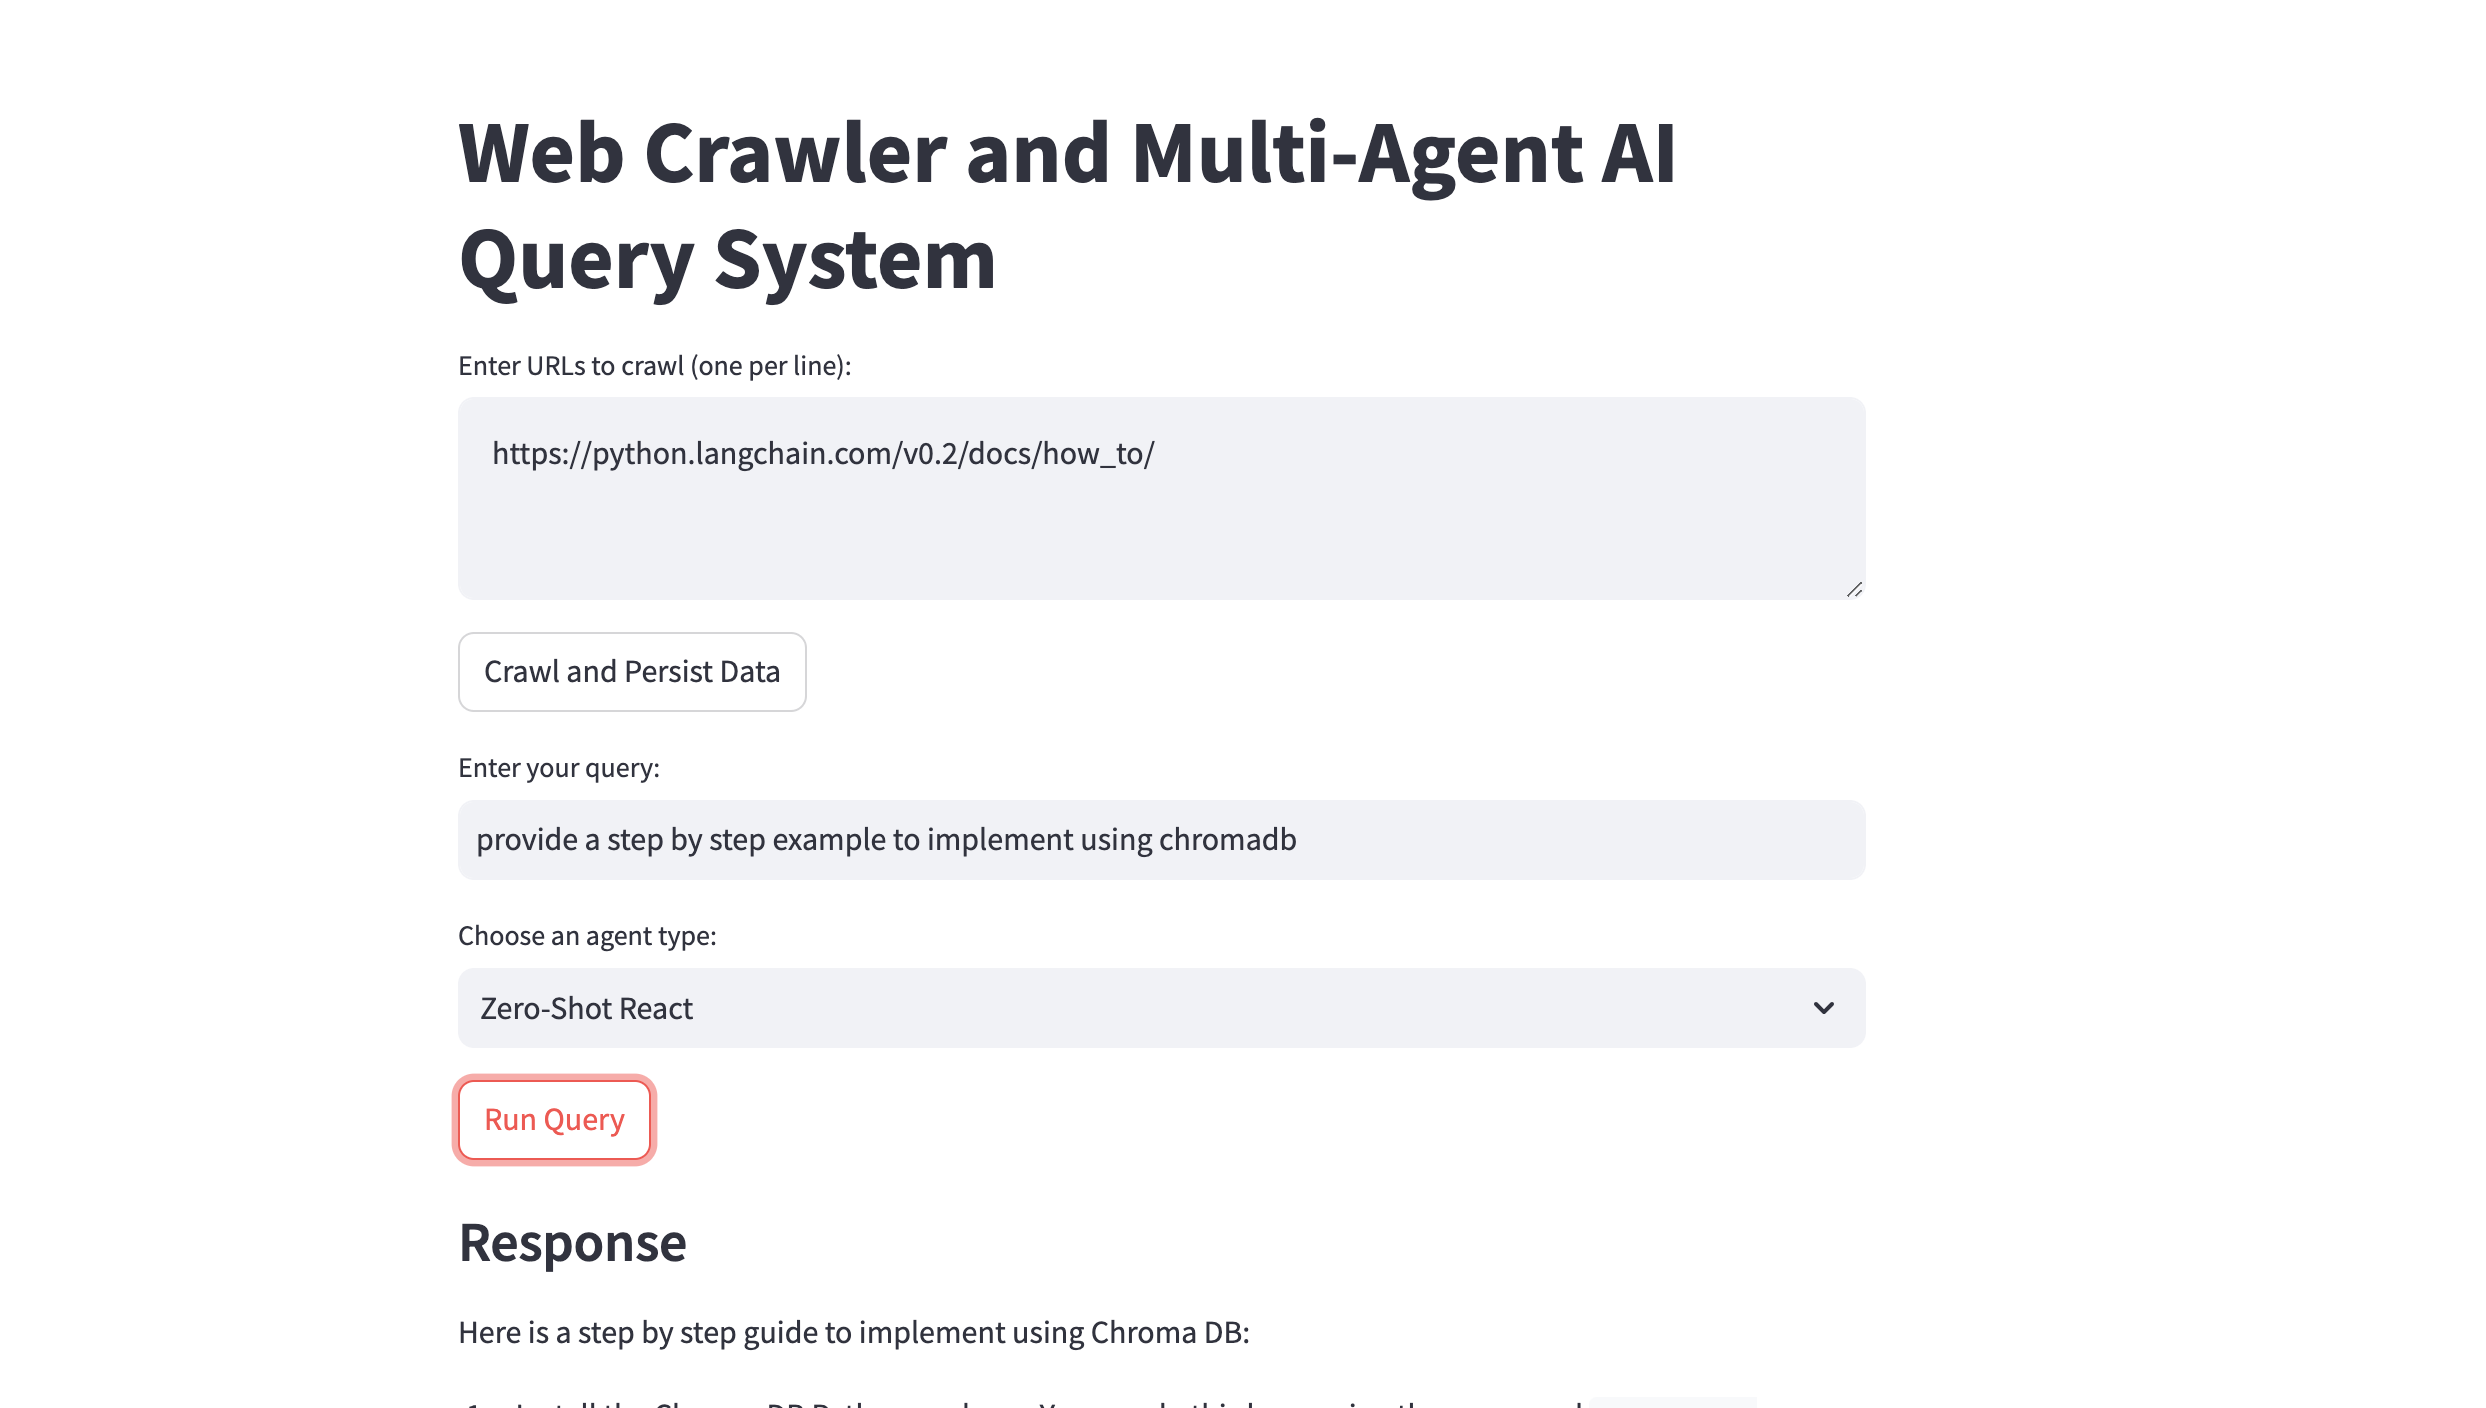 Web Crawler and Multi-Agent AI
Query System
Enter URLs to crawl (one per line):
https://python.langchain.com/v0.2/docs/how_to/
Crawl and Persist Data
Enter your query:
provide a step by step example to implement using chromadb
Choose an agent type:
Zero-Shot React
Run Query
Response
Here is a step by step guide to implement using Chroma DB: